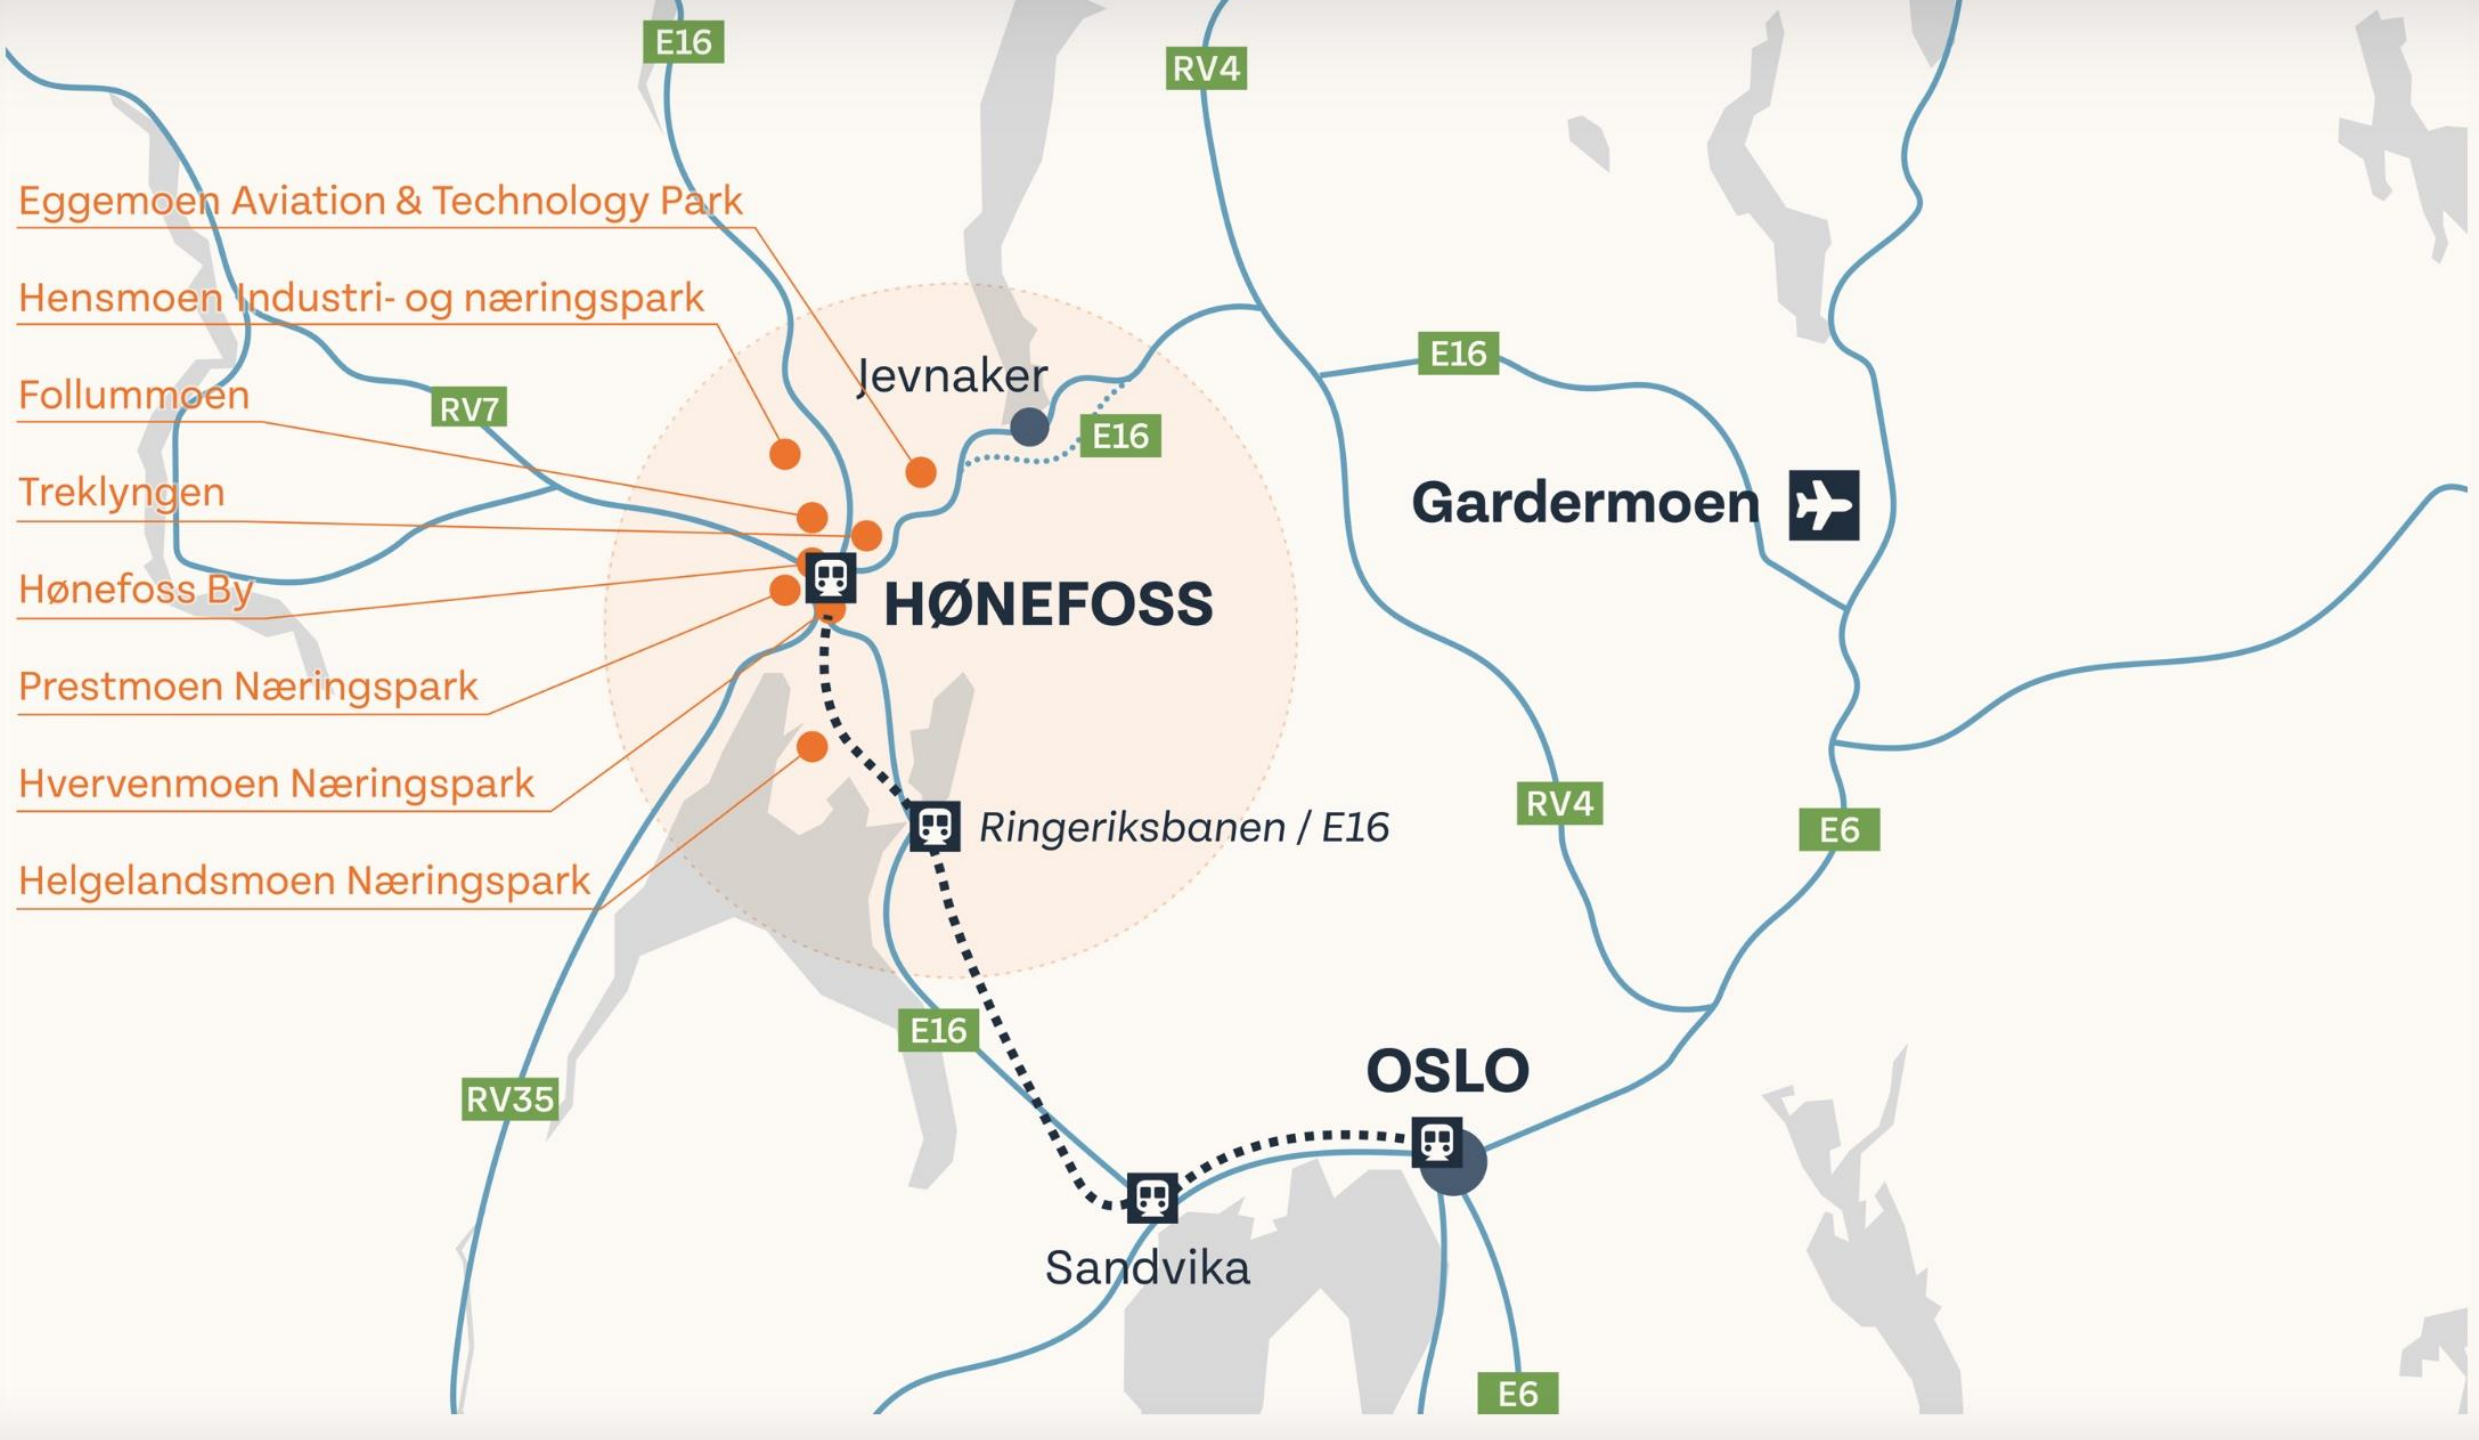 E16
RV4
Eggemoen Aviation & Technology Park
Hensmoen Industri- og næringspark
Follummoen
Treklyngen
Hønefoss By
Prestmoen Næringspark
Hvervenmoen Næringspark
Helgelandsmoen Næringspark
RV7
Jevnaker
E16
E16
Gardermoen
HØNEFOSS
Ringeriksbanen / E16
RV4
E6
E16
RV35
OSLO
Sandvika
E6